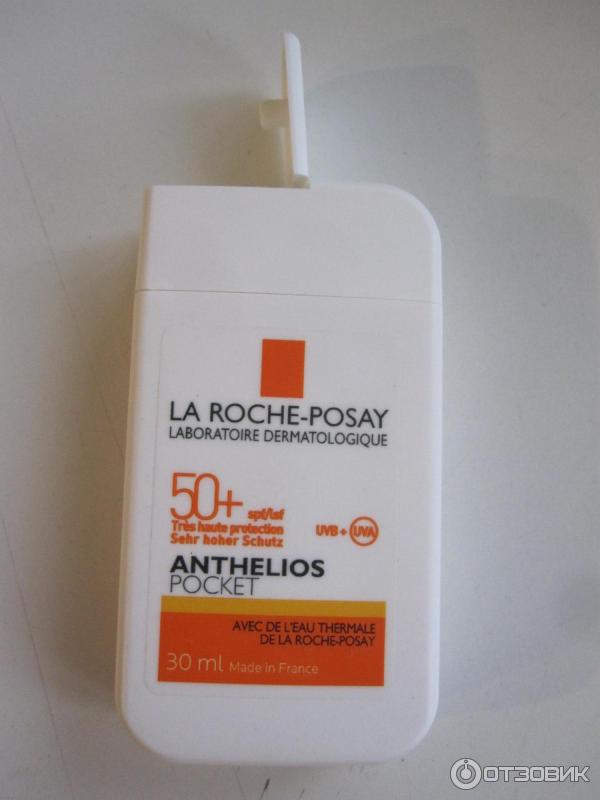 LA ROCHE-POSAY
LABORATOIRE DERMATOLOGIQUE
50+ spf/lsf
Très haute protection
Sehr hoher Schutz
UVB + UVA
ANTHELIOS
POCKET
AVEC DE L'EAU THERMALE
DE LA ROCHE-POSAY
30 ml Made in France
ОТЗОВИК